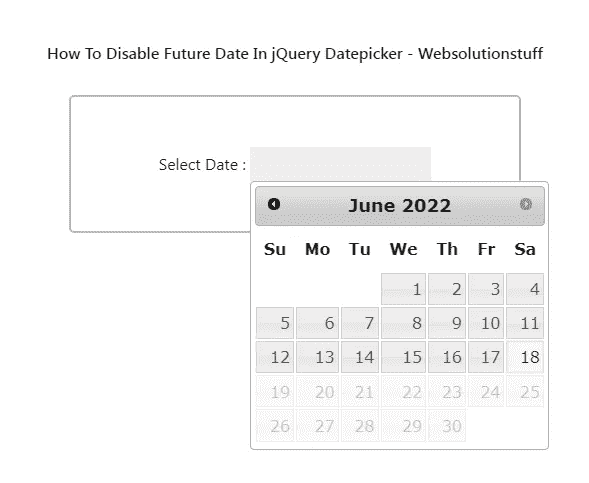 How To Disable Future Date In jQuery Datepicker - Websolutionstuff
Select Date :
June 2022
Su Mo Tu We Th Fr Sa
1 2 3 4
5 6 7 8 9 10 11
12 13 14 15 16 17 18
19 20 21 22 23 24 25
26 27 28 29 30